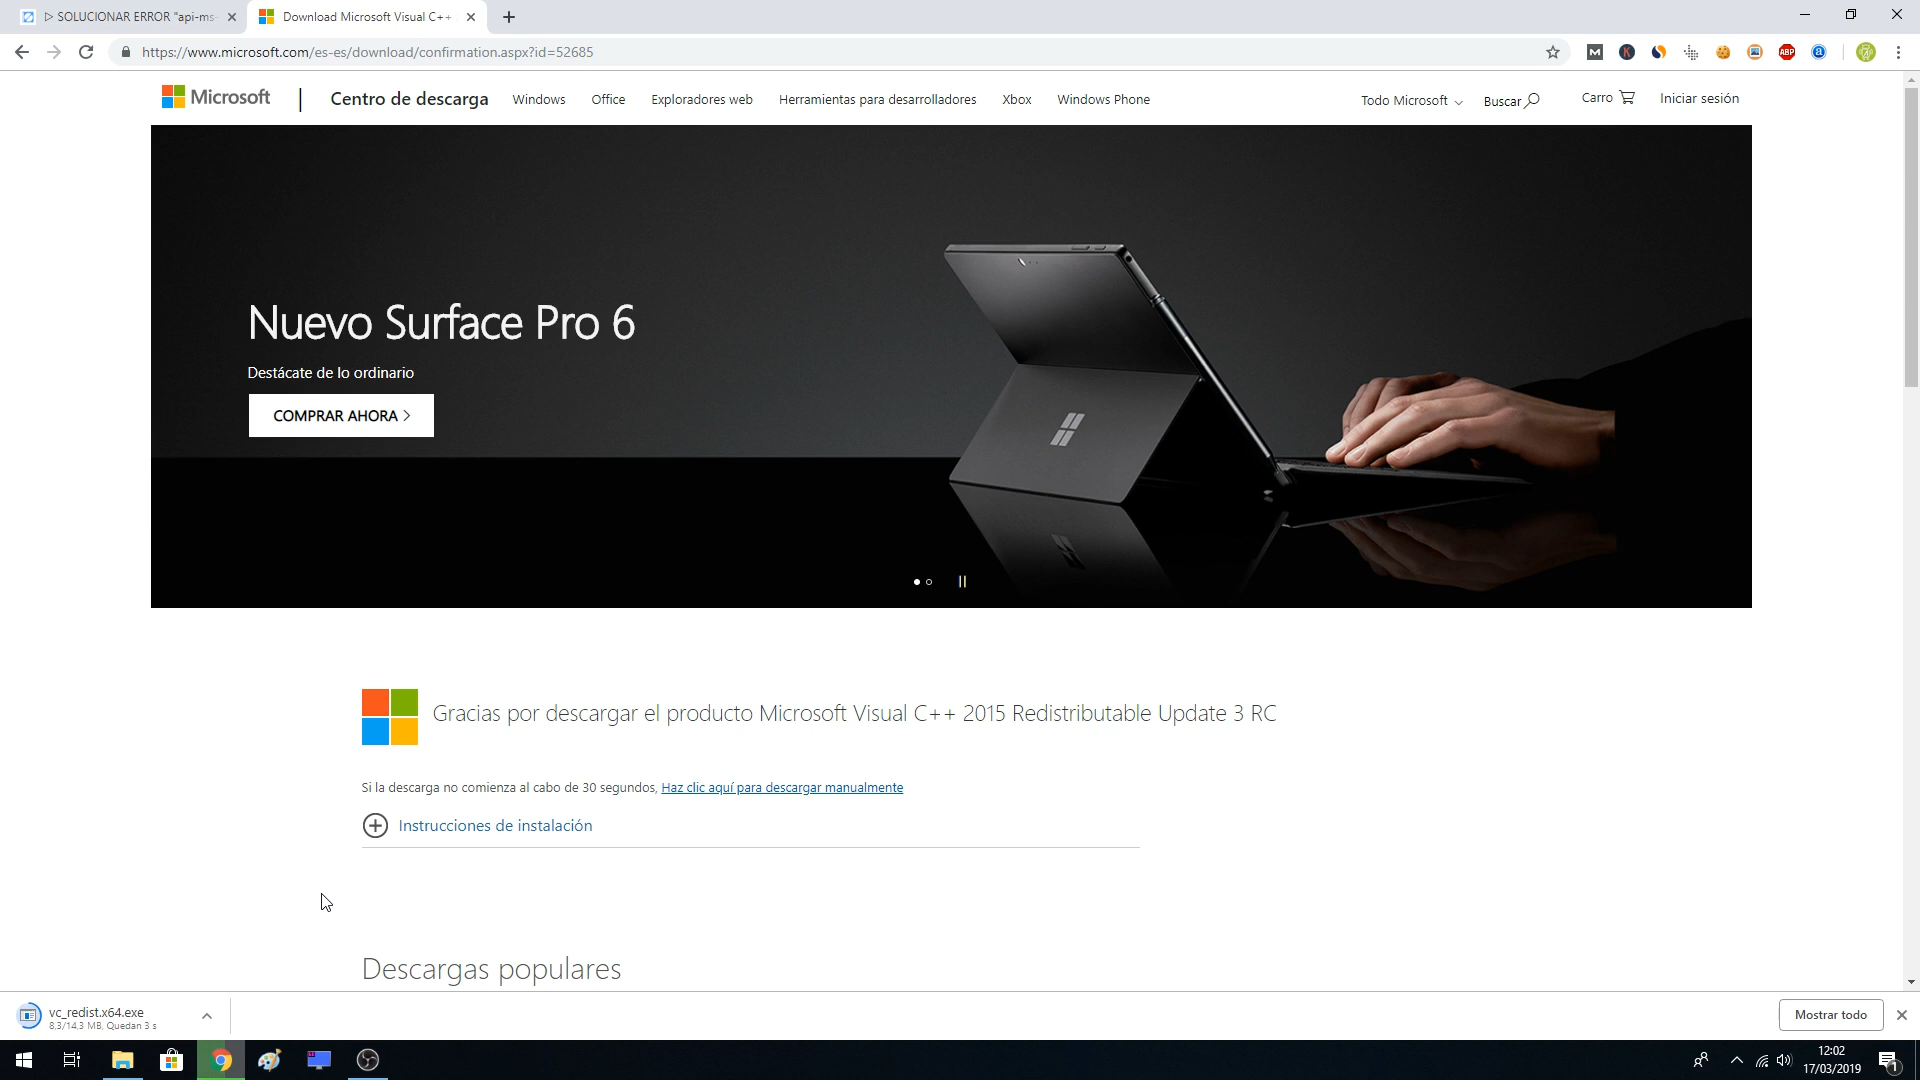 ▷ SOLUCIONAR ERROR "api-ms-
Download Microsoft Visual C++
https://www.microsoft.com/es-es/download/confirmation.aspx?id=52685
Microsoft
Centro de descarga
Windows
Office
Exploradores web
Herramientas para desarrolladores
Xbox
Windows Phone
Todo Microsoft
Buscar
Carro
Iniciar sesión
Nuevo Surface Pro 6
Destácate de lo ordinario
COMPRAR AHORA
Gracias por descargar el producto Microsoft Visual C++ 2015 Redistributable Update 3 RC
Si la descarga no comienza al cabo de 30 segundos, Haz clic aquí para descargar manualmente
Instrucciones de instalación
Descargas populares
vc_redist.x64.exe
8,3/14,3 MB, Quedan 3 s
Mostrar todo
12:02
17/03/2019
1
M
K
ABP
a